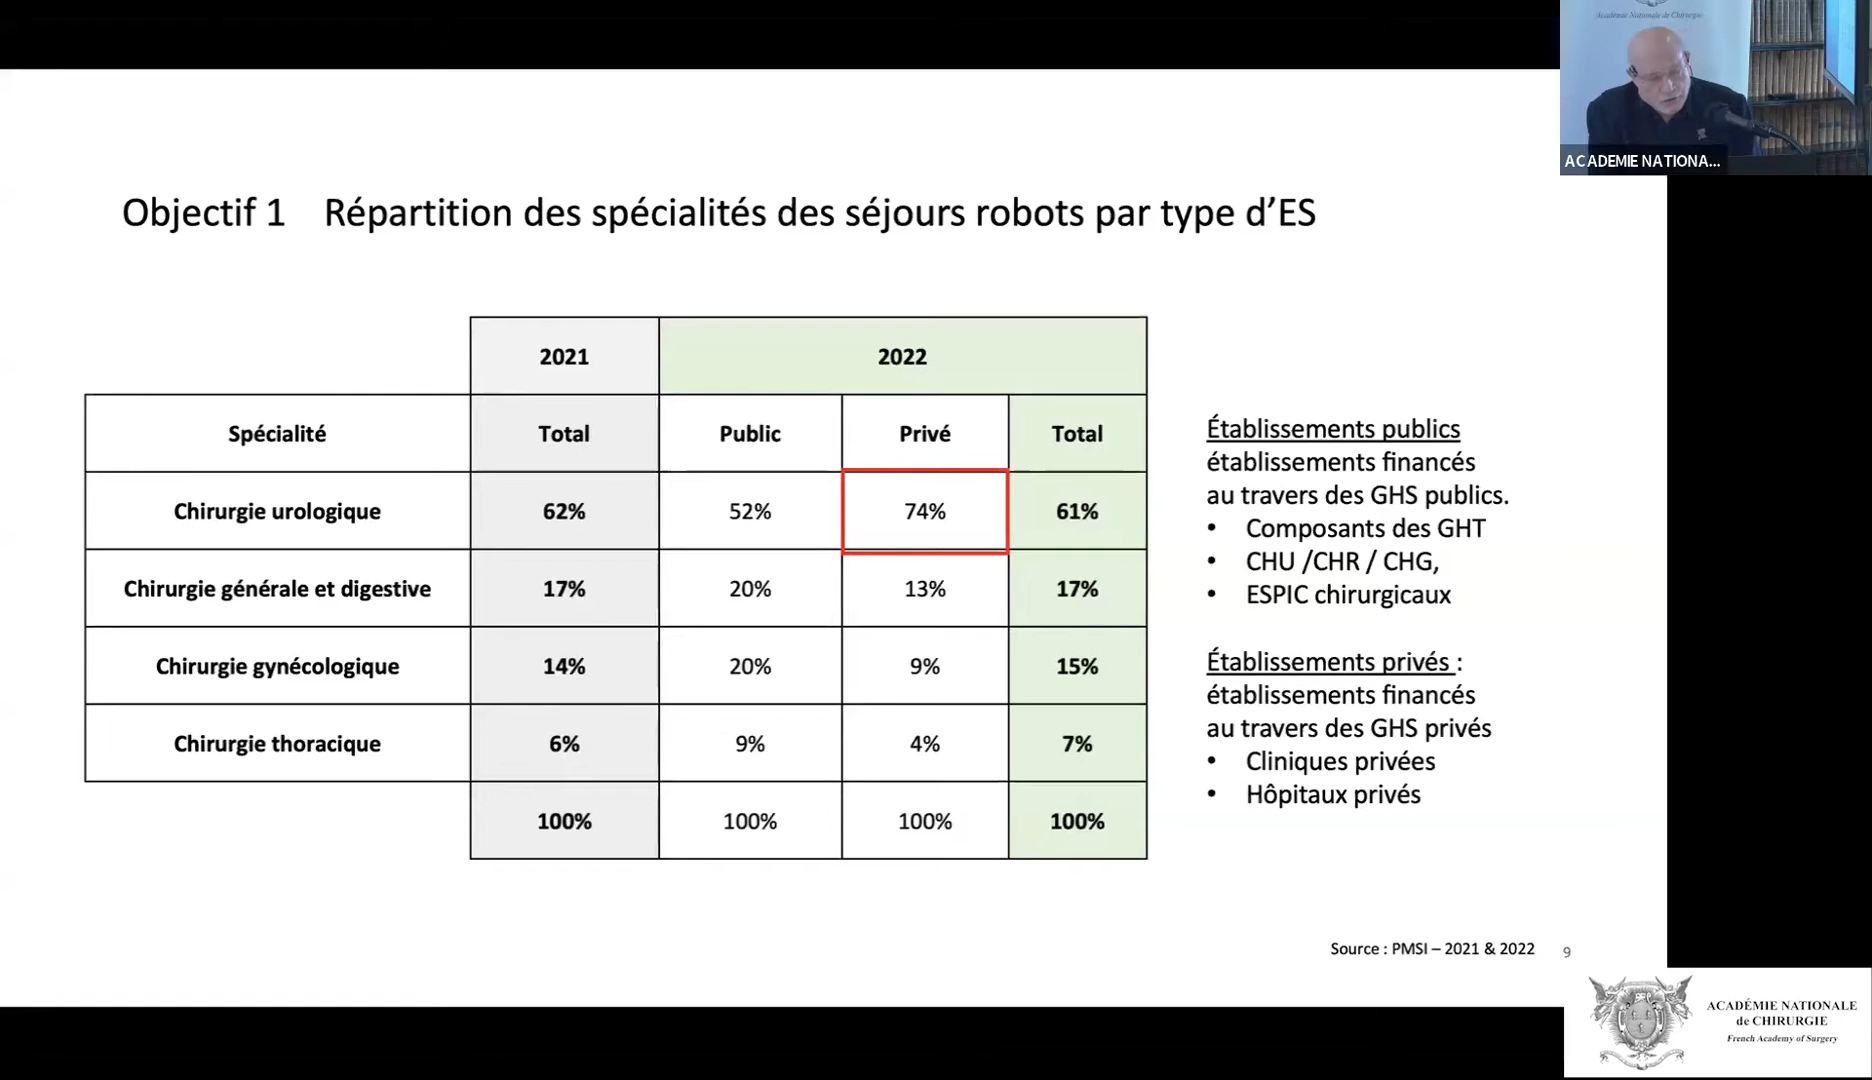 Académie Nationale de Chirurgie
ACADEMIE NATIONA...
Objectif 1 Répartition des spécialités des séjours robots par type d’ES
2021 2022
Spécialité Total Public Privé Total
Chirurgie urologique 62% 52% 74% 61%
Chirurgie générale et digestive 17% 20% 13% 17%
Chirurgie gynécologique 14% 20% 9% 15%
Chirurgie thoracique 6% 9% 4% 7%
100% 100% 100% 100%
Établissements publics
établissements financés
au travers des GHS publics.
• Composants des GHT
• CHU /CHR / CHG,
• ESPIC chirurgicaux
Établissements privés :
établissements financés
au travers des GHS privés
• Cliniques privées
• Hôpitaux privés
Source : PMSI – 2021 & 2022 9
ACADÉMIE NATIONALE
de CHIRURGIE
French Academy of Surgery